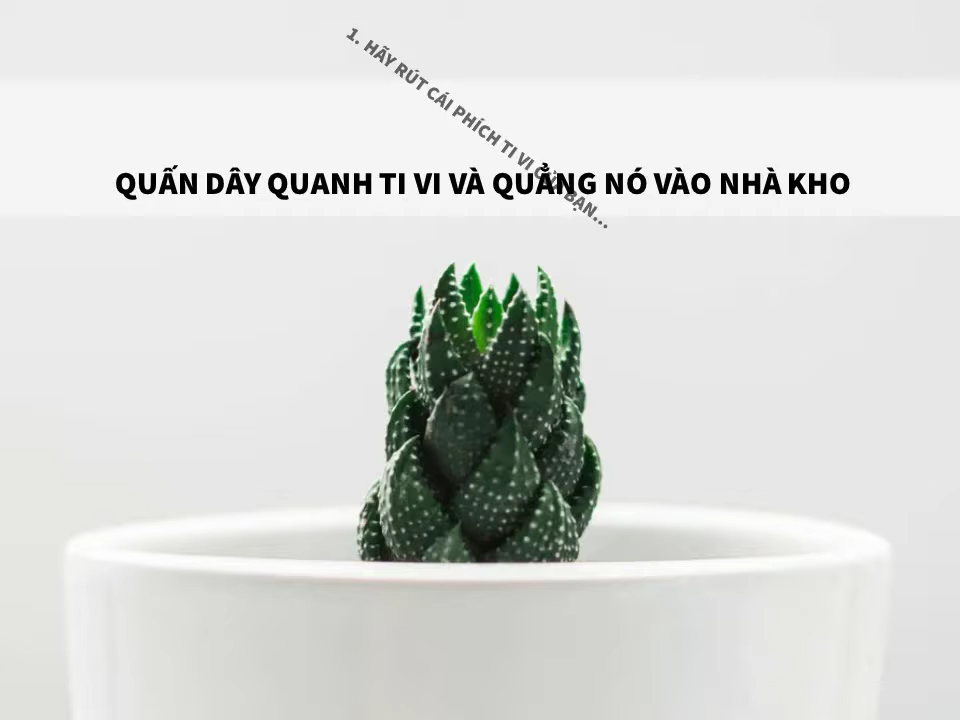 1. HÃY RÚT CÁI PHÍCH TI VI CỦA BẠN...
QUẤN DÂY QUANH TI VI VÀ QUẲNG NÓ VÀO NHÀ KHO